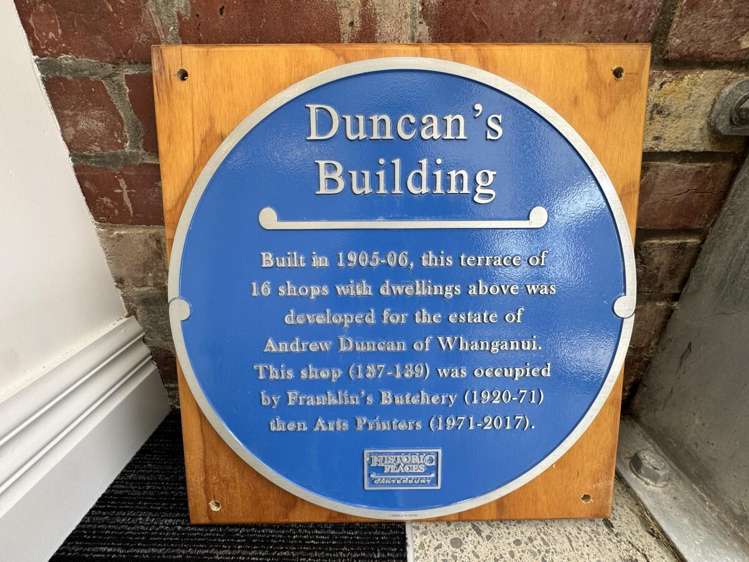 Duncan's
Building
Built in 1905-06, this terrace of
16 shops with dwellings above was
developed for the estate of
Andrew Duncan of Whanganui.
This shop (137-139) was occupied
by Franklin's Butchery (1920-71)
then Arts Printers (1971-2017).
HISTORIC
PLACES
CANTERBURY